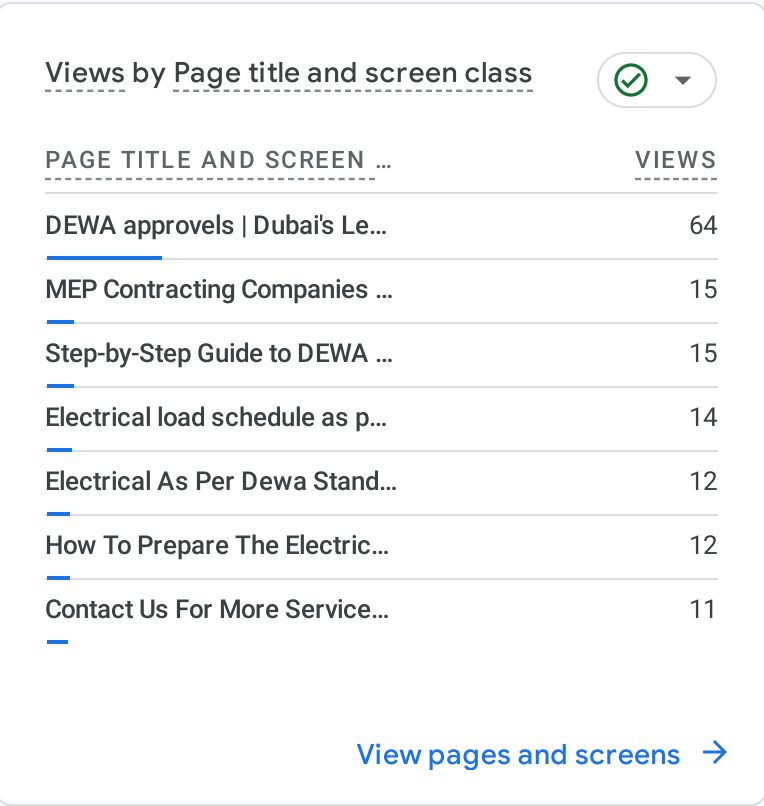 Views by Page title and screen class
PAGE TITLE AND SCREEN … VIEWS
DEWA approvels | Dubai's Le… 64
MEP Contracting Companies … 15
Step-by-Step Guide to DEWA … 15
Electrical load schedule as p… 14
Electrical As Per Dewa Stand… 12
How To Prepare The Electric… 12
Contact Us For More Service… 11
View pages and screens